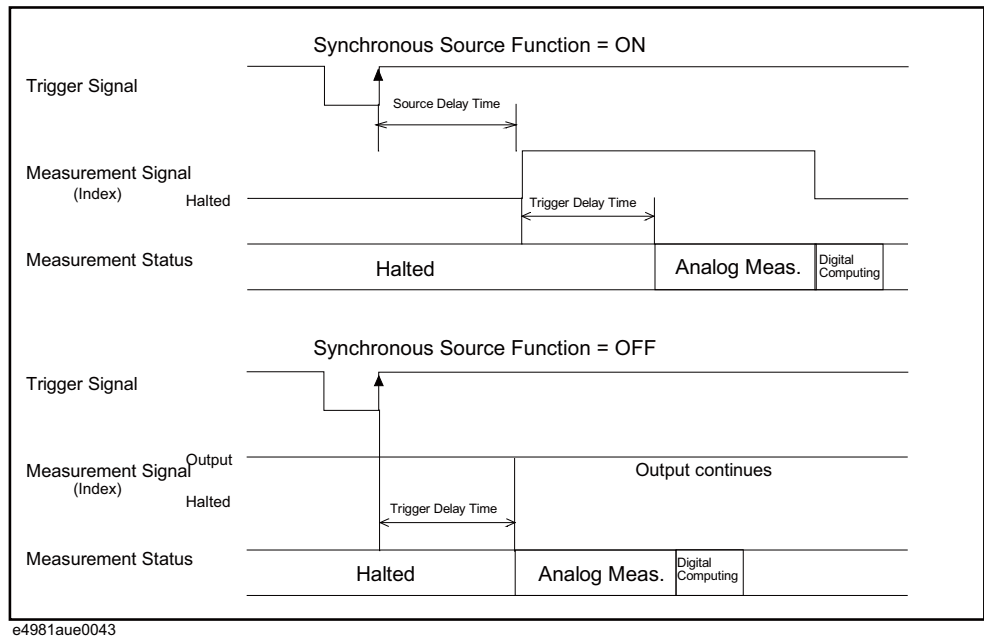 Synchronous Source Function = ON
Trigger Signal
Source Delay Time
Measurement Signal
(Index)
Halted
Trigger Delay Time
Measurement Status
Halted
Analog Meas.
Digital
Computing
Synchronous Source Function = OFF
Trigger Signal
Output
Measurement Signal
(Index)
Output continues
Halted
Trigger Delay Time
Measurement Status
Halted
Analog Meas.
Digital
Computing
e4981aue0043